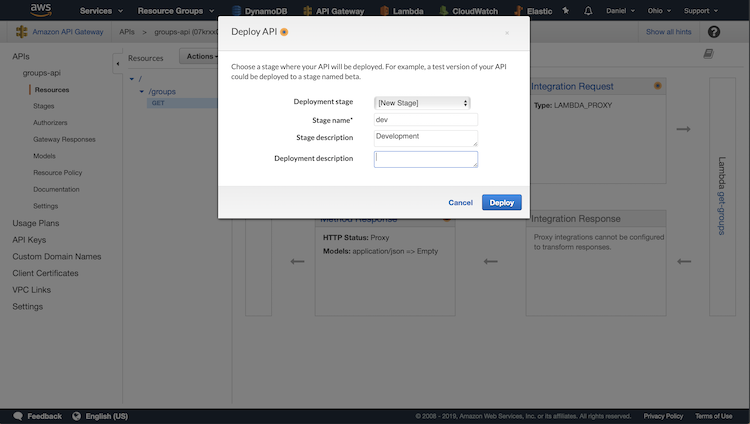 aws Services Resource Groups DynamoDB API Gateway Lambda CloudWatch Elastic Daniel Ohio Support
Amazon API Gateway APIs > groups-api Show all hints ?
Deploy API
Choose a stage where your API will be deployed. For example, a test version of your API
could be deployed to a stage named beta.
Deployment stage [New Stage]
Stage name* dev
Stage description Development
Deployment description
Cancel Deploy
APIs
groups-api
Resources
Stages
Authorizers
Gateway Responses
Models
Resource Policy
Documentation
Settings
Usage Plans
API Keys
Custom Domain Names
Client Certificates
VPC Links
Settings
Resources Actions
/
/groups
GET
Integration Request
Type: LAMBDA_PROXY
Lambda get-groups
Method Response
HTTP Status: Proxy
Models: application/json => Empty
Integration Response
Proxy integrations cannot be configured
to transform responses.
Feedback English (US) © 2008 - 2019, Amazon Web Services, Inc. or its affiliates. All rights reserved. Privacy Policy Terms of Use